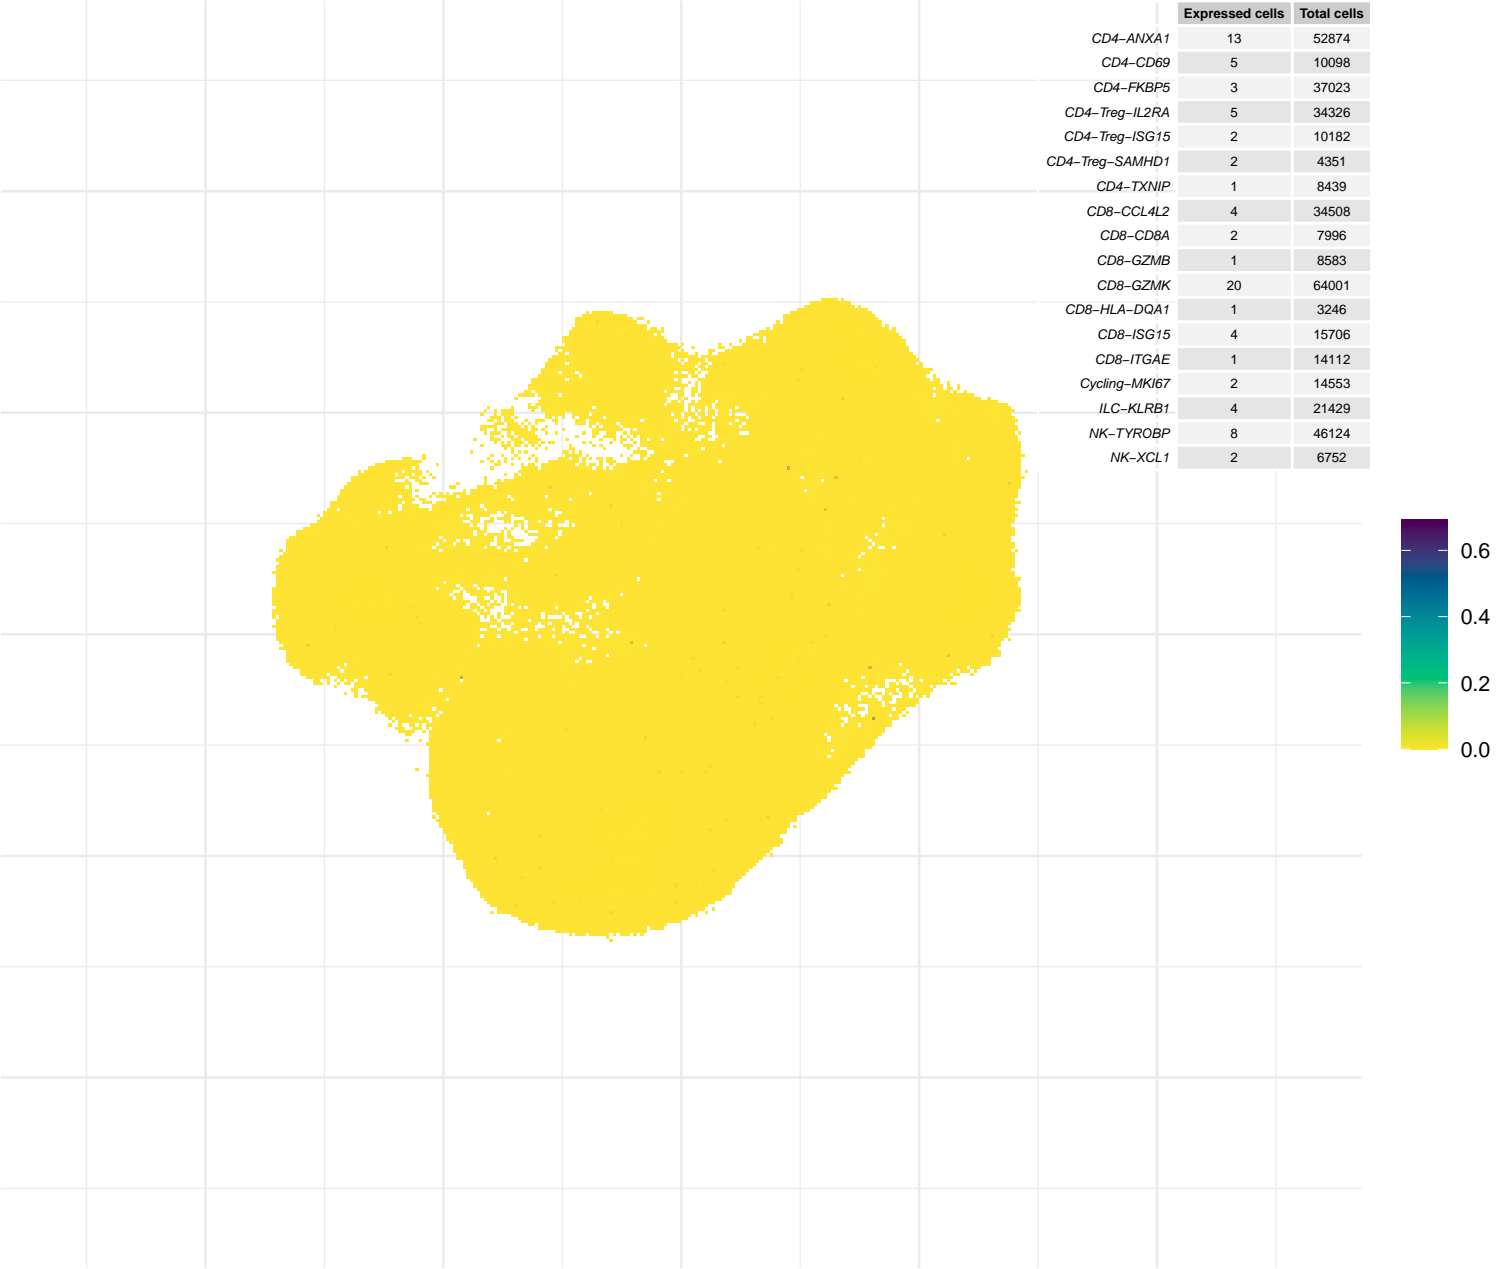 Expressed cells Total cells
CD4−ANXA1 13 52874
CD4−CD69 5 10098
CD4−FKBP5 3 37023
CD4−Treg−IL2RA 5 34326
CD4−Treg−ISG15 2 10182
CD4−Treg−SAMHD1 2 4351
CD4−TXNIP 1 8439
CD8−CCL4L2 4 34508
CD8−CD8A 2 7996
CD8−GZMB 1 8583
CD8−GZMK 20 64001
CD8−HLA−DQA1 1 3246
CD8−ISG15 4 15706
CD8−ITGAE 1 14112
Cycling−MKI67 2 14553
ILC−KLRB1 4 21429
NK−TYROBP 8 46124
NK−XCL1 2 6752
0.6
0.4
0.2
0.0